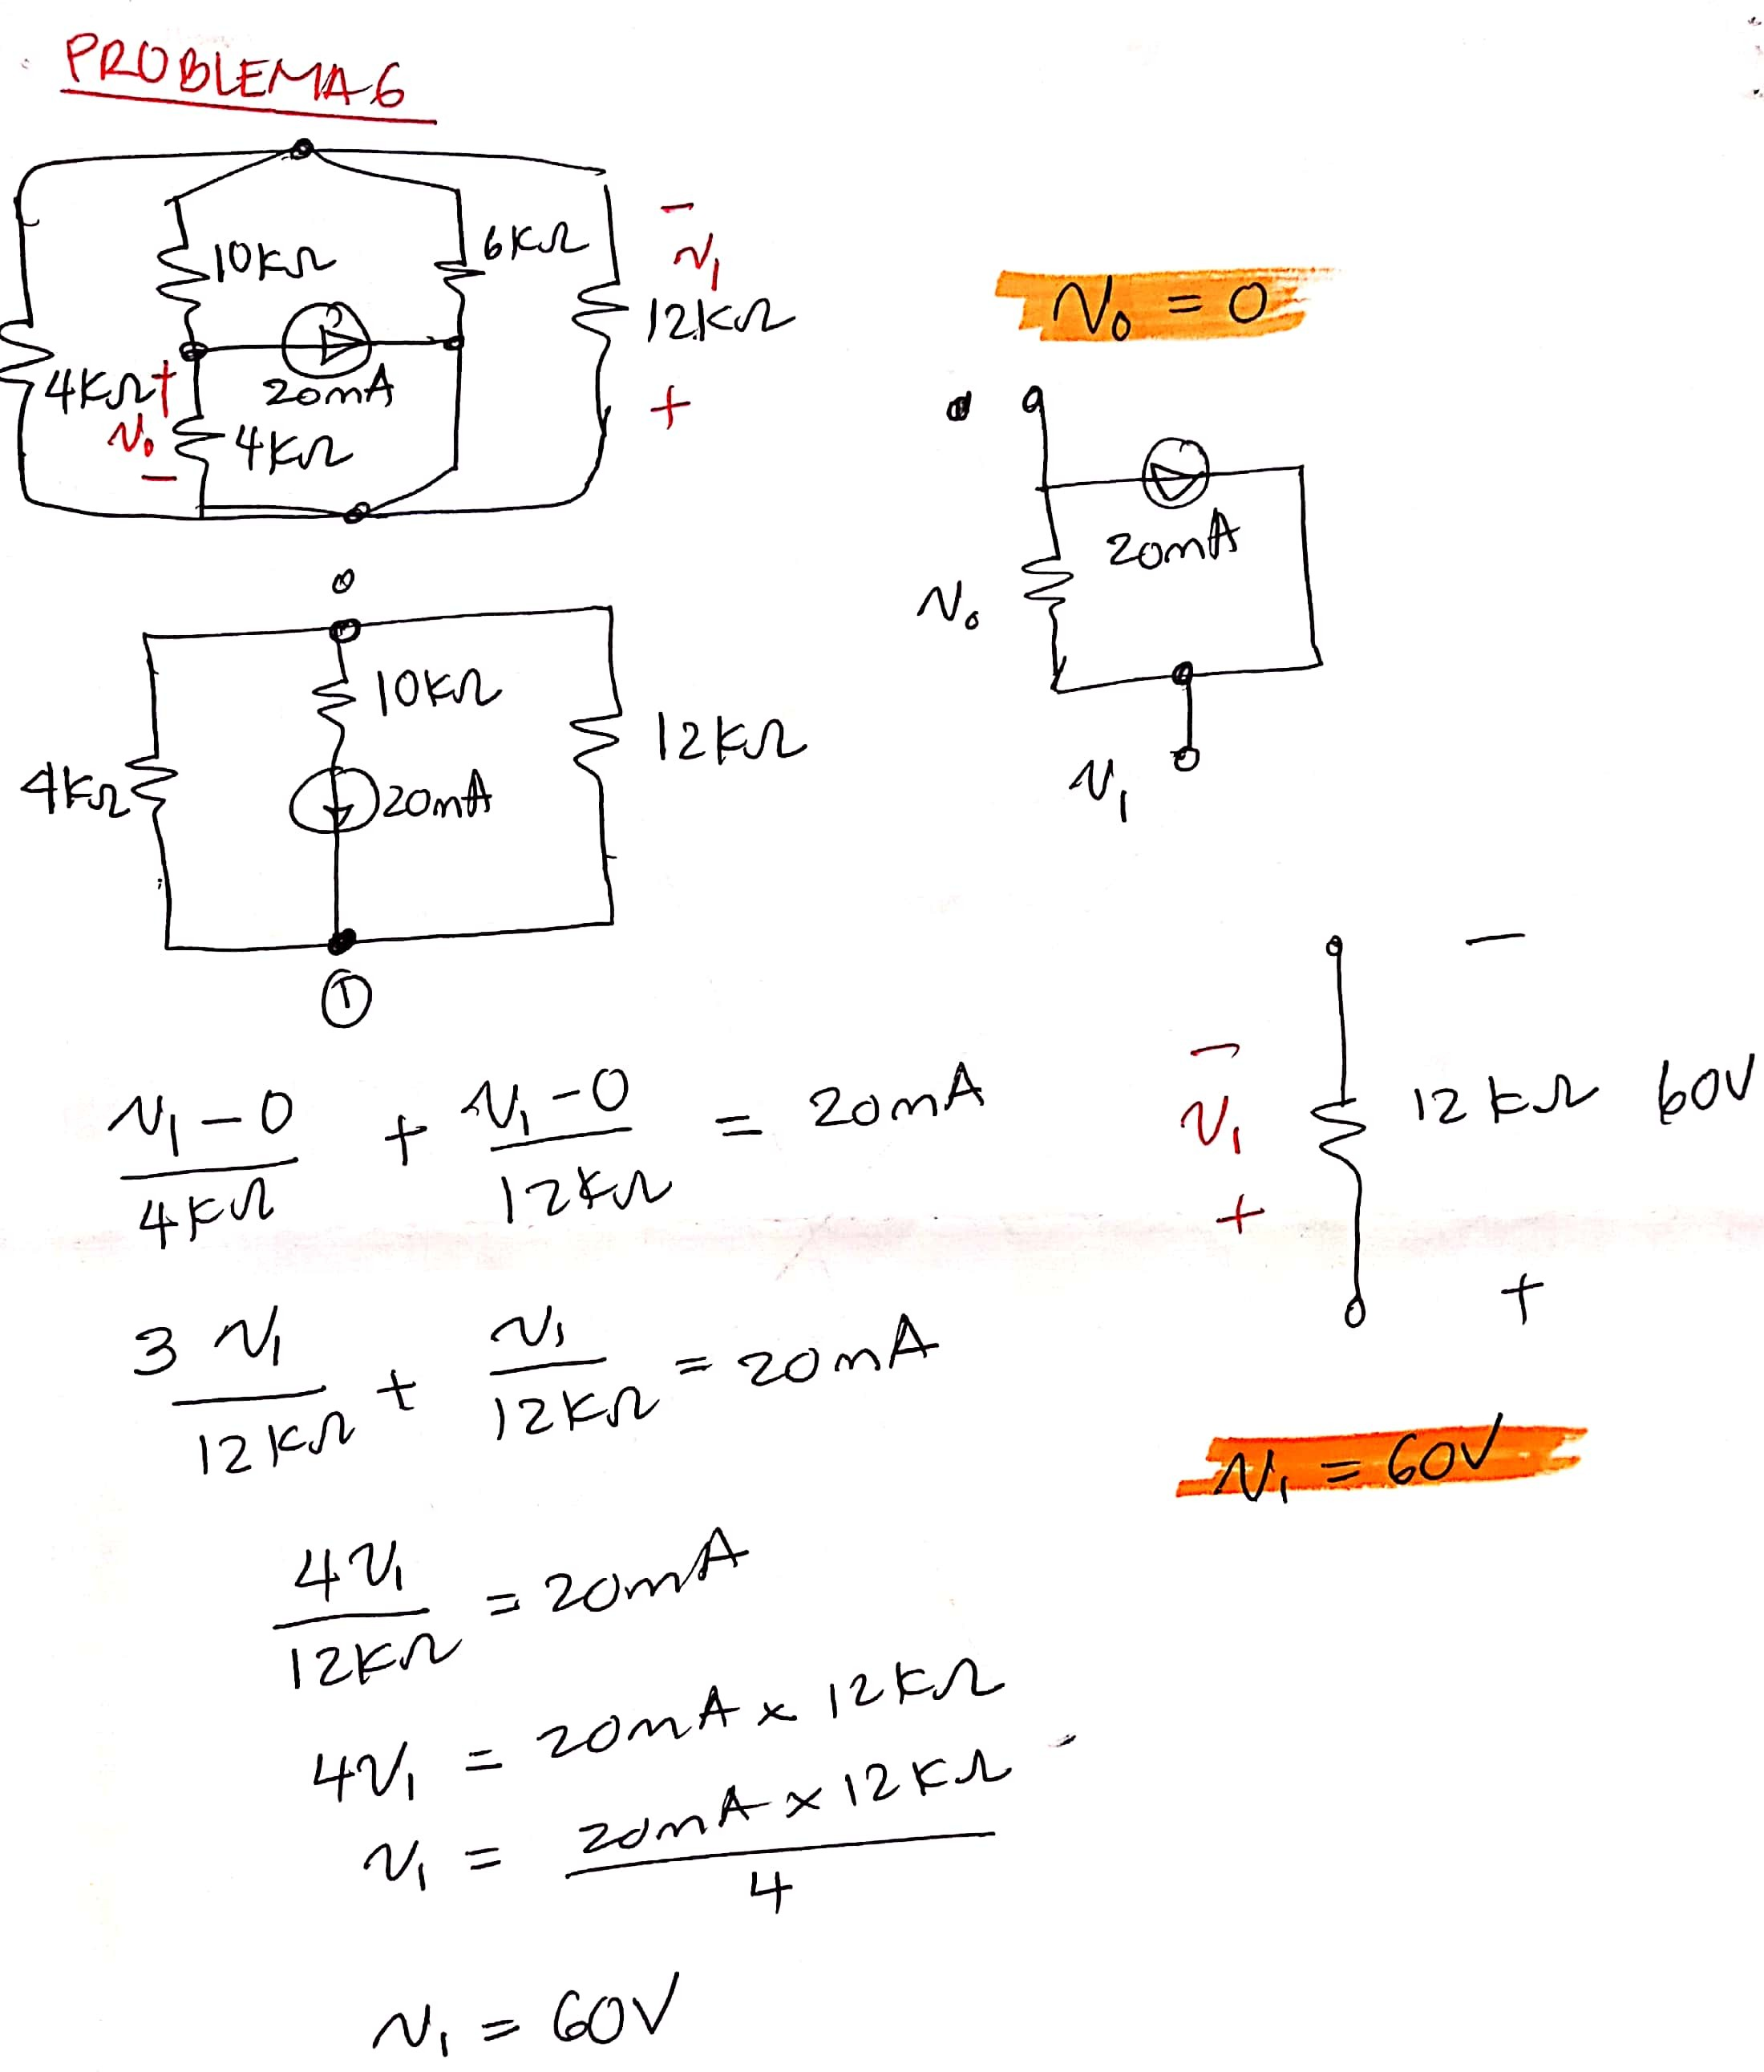 PROBLEMA 6
10KΩ
6KΩ
-
v₁
12KΩ
+
4KΩ
+
v₀
-
20mA
4KΩ
v₀ = 0
0
20mA
v₀
v₁
0
10KΩ
12KΩ
4KΩ
20mA
①
v₁-0/4KΩ + v₁-0/12KΩ = 20mA
3v₁/12KΩ + v₁/12KΩ = 20mA
4v₁/12KΩ = 20mA
4v₁ = 20mA x 12KΩ
v₁ = 20mA x 12KΩ/4
v₁ = 60V
-
-
v₁
12KΩ 60V
+
+
v₁ = 60V